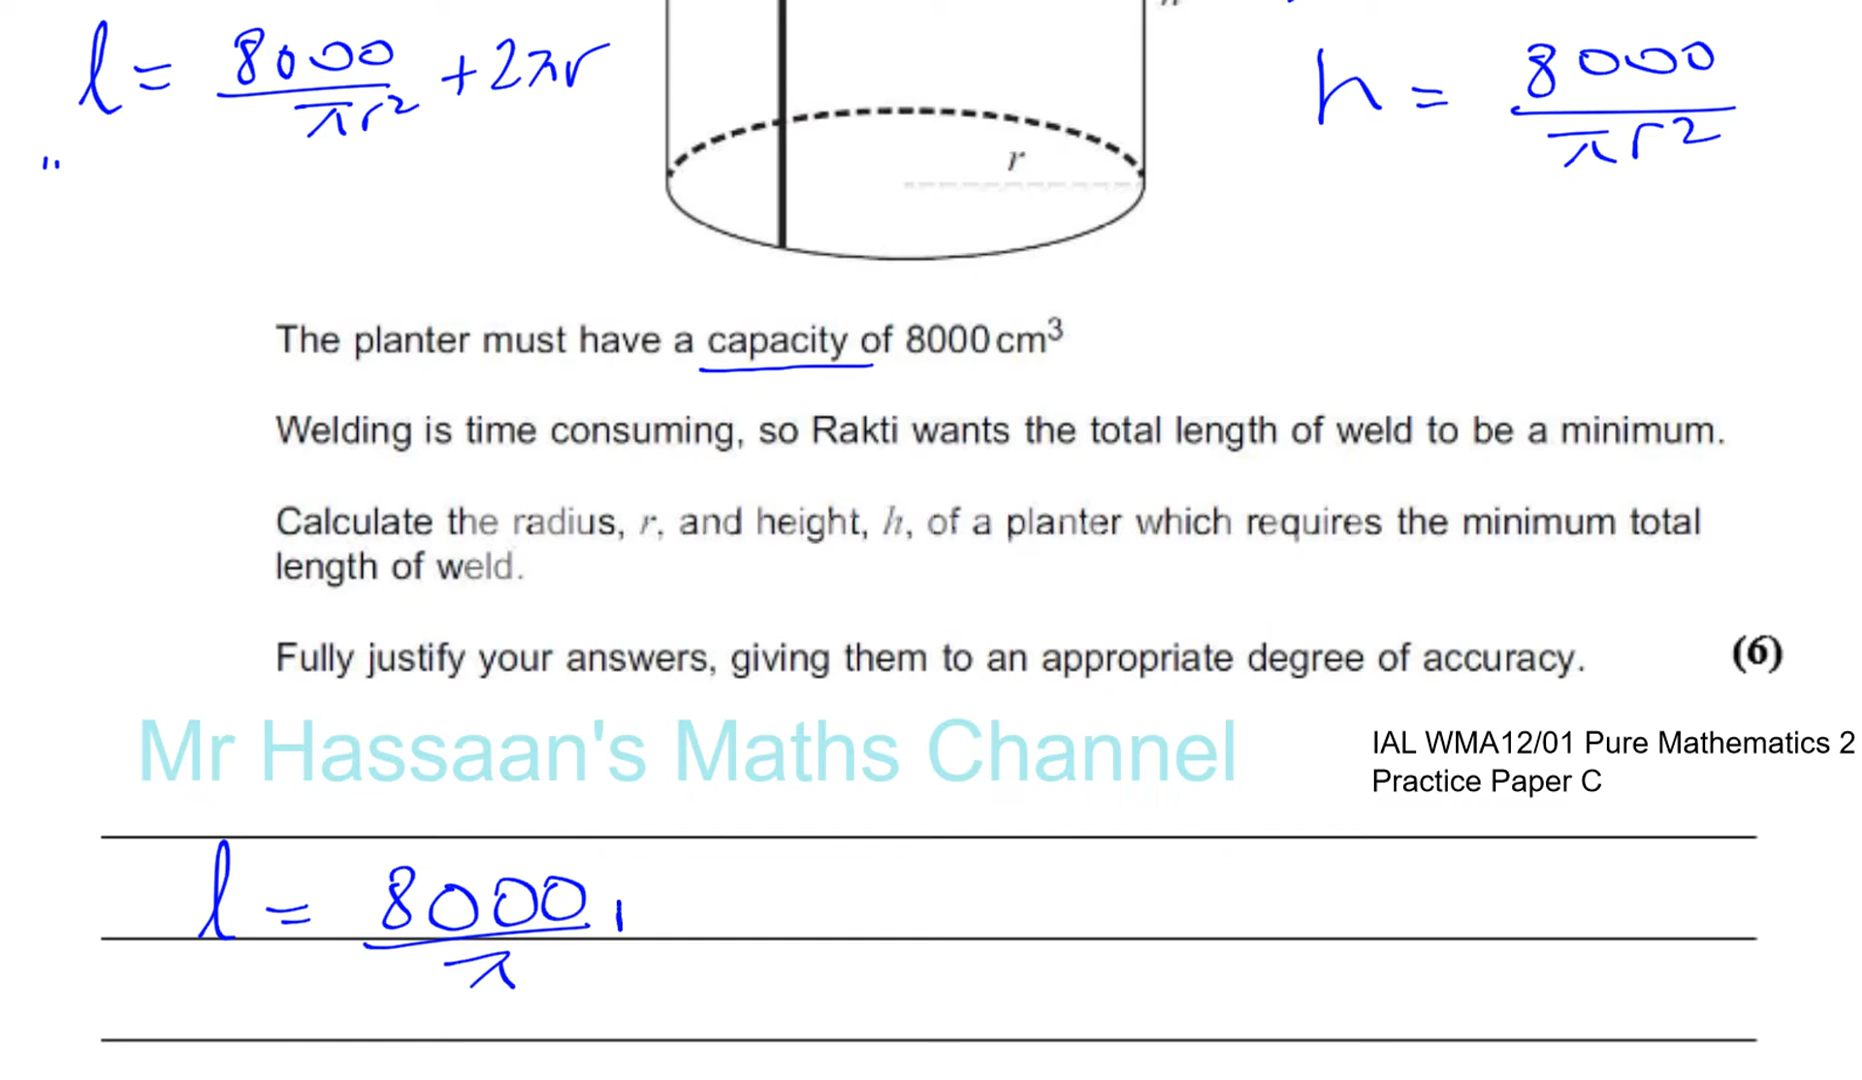 l = 8000/πr² + 2πr
h = 8000/πr²
"
r
The planter must have a capacity of 8000 cm³
Welding is time consuming, so Rakti wants the total length of weld to be a minimum.
Calculate the radius, r, and height, h, of a planter which requires the minimum total
length of weld.
Fully justify your answers, giving them to an appropriate degree of accuracy. (6)
Mr Hassaan's Maths Channel
IAL WMA12/01 Pure Mathematics 2
Practice Paper C
l = 8000/π